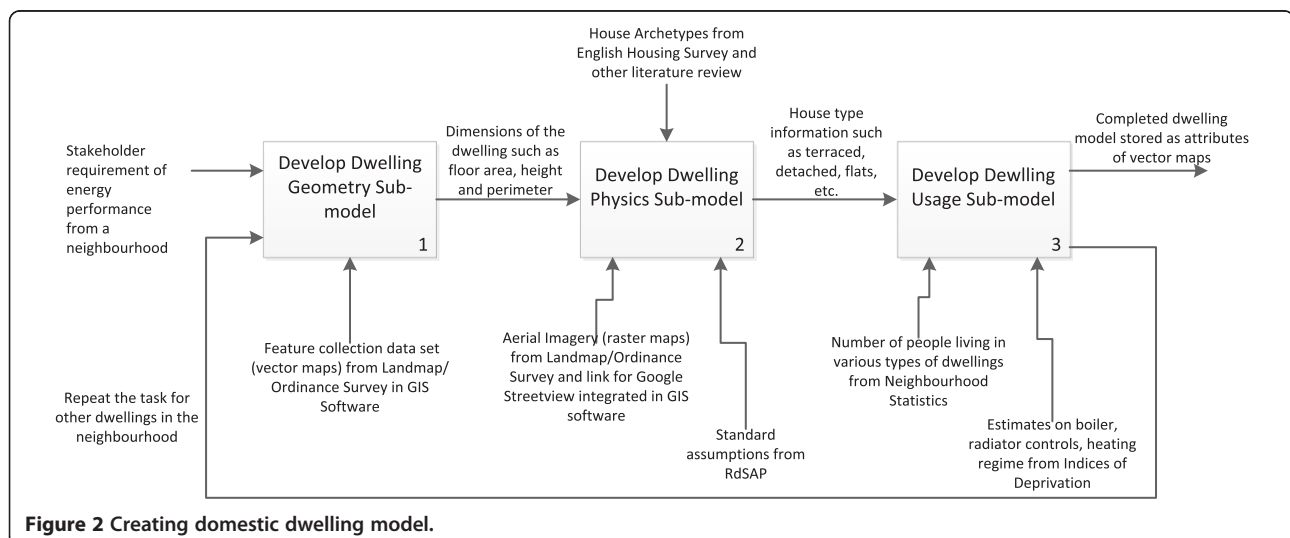 House Archetypes from
English Housing Survey and
other literature review
Stakeholder
requirement of
energy
performance
from a
neighbourhood
Develop Dwelling
Geometry Sub-
model
1
Dimensions of the
dwelling such as
floor area, height
and perimeter
Develop Dwelling
Physics Sub-model
2
House type
information such
as terraced,
detached, flats,
etc.
Develop Dewlling
Usage Sub-model
3
Completed dwelling
model stored as attributes
of vector maps
Feature collection data set
(vector maps) from Landmap/
Ordinance Survey in GIS
Software
Aerial Imagery (raster maps)
from Landmap/Ordinance
Survey and link for Google
Streetview integrated in GIS
software
Standard
assumptions from
RdSAP
Number of people living in
various types of dwellings
from Neighbourhood
Statistics
Estimates on boiler,
radiator controls, heating
regime from Indices of
Deprivation
Repeat the task for
other dwellings in the
neighbourhood
Figure 2 Creating domestic dwelling model.